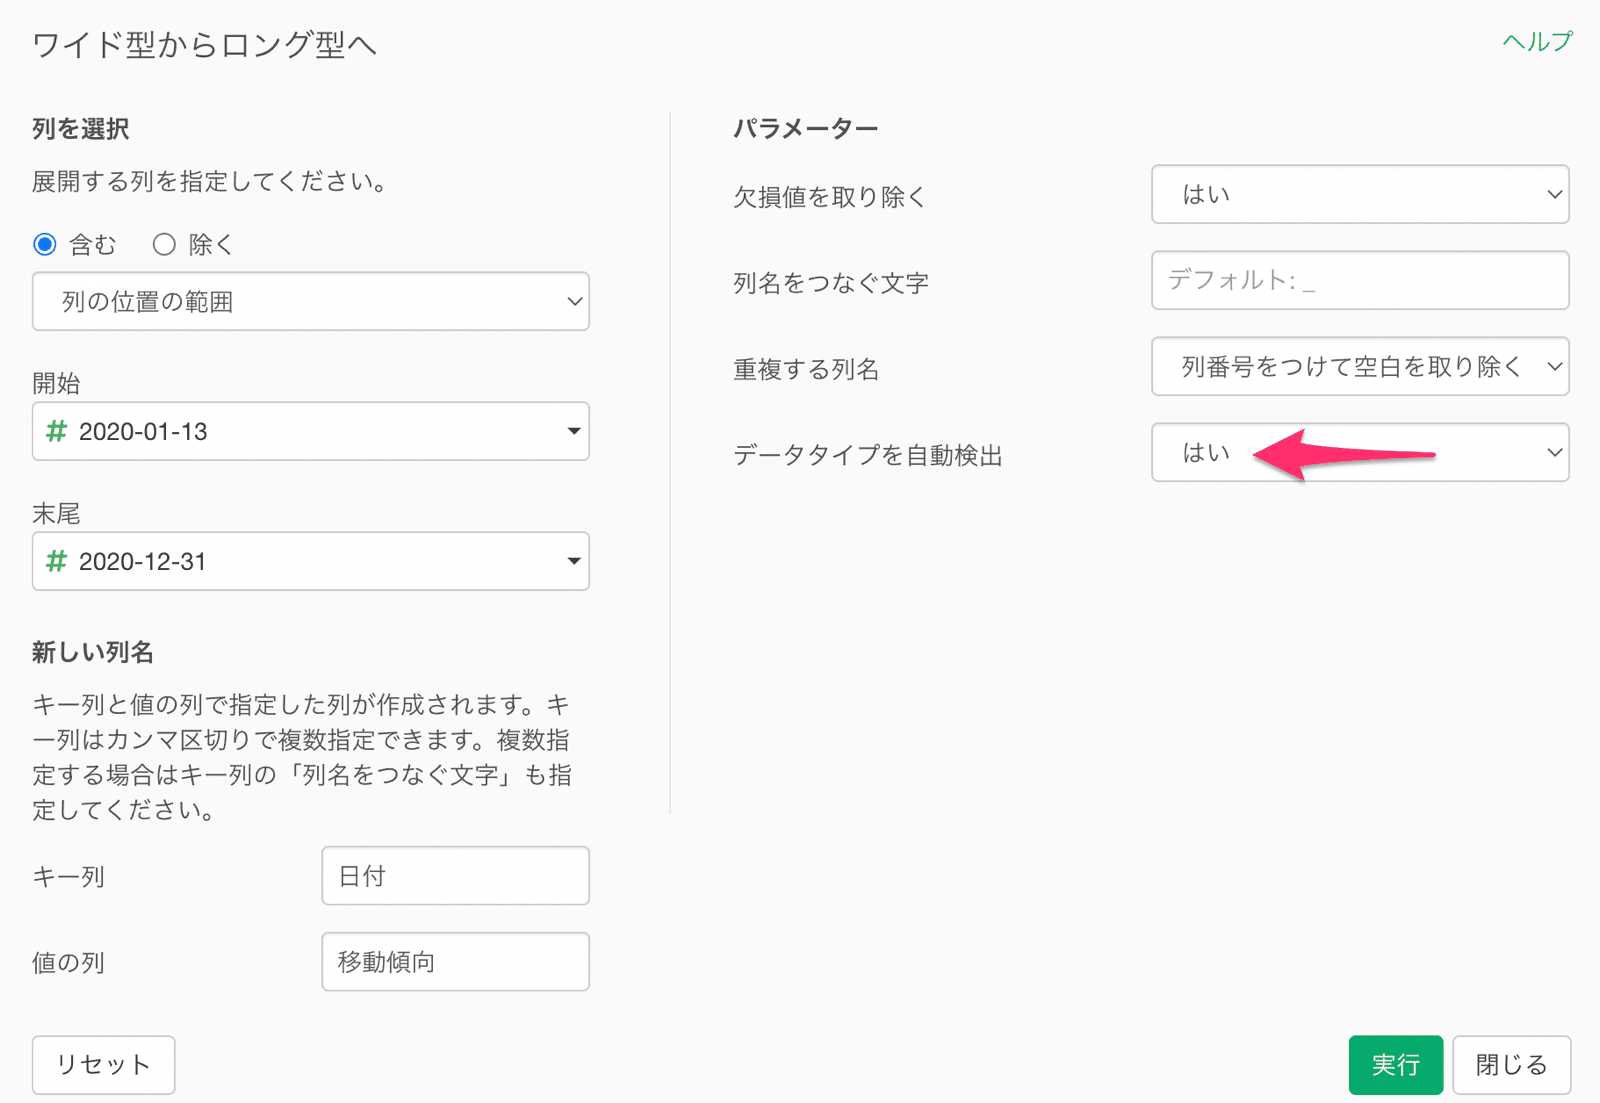 ワイド型からロング型へ
ヘルプ
列を選択
展開する列を指定してください。
含む
除く
列の位置の範囲
開始
# 2020-01-13
末尾
# 2020-12-31
新しい列名
キー列と値の列で指定した列が作成されます。キ
ー列はカンマ区切りで複数指定できます。複数指
定する場合はキー列の「列名をつなぐ文字」も指
定してください。
キー列
日付
値の列
移動傾向
パラメーター
欠損値を取り除く
はい
列名をつなぐ文字
デフォルト: _
重複する列名
列番号をつけて空白を取り除く
データタイプを自動検出
はい
リセット
実行
閉じる